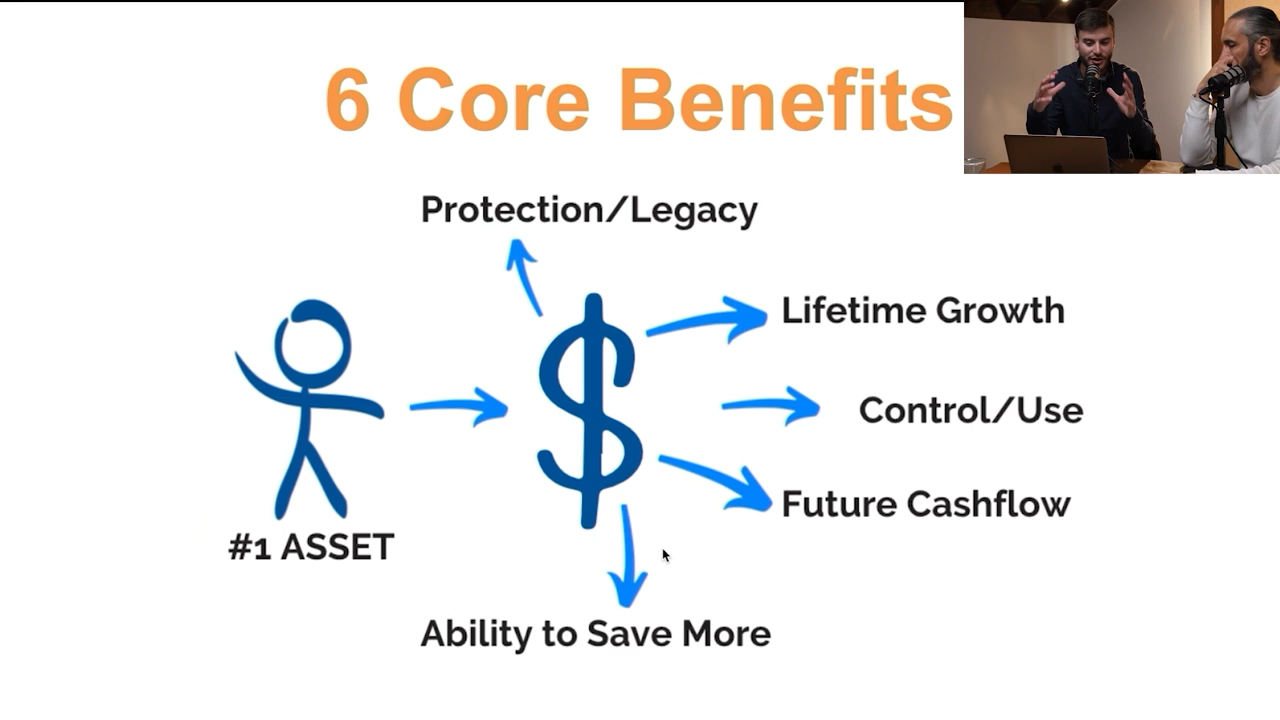 6 Core Benefits
Protection/Legacy
Lifetime Growth
Control/Use
Future Cashflow
#1 ASSET
Ability to Save More